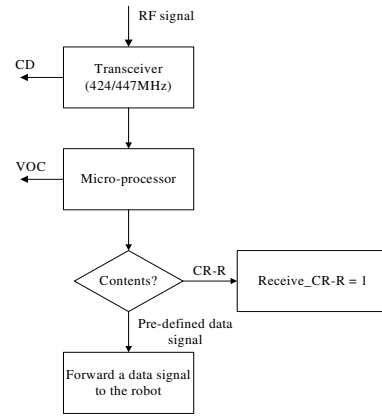 RF signal
CD
Transceiver
(424/447MHz)
VOC
Micro-processor
Contents?
CR-R
Receive_CR-R = 1
Pre-defined data
signal
Forward a data signal
to the robot